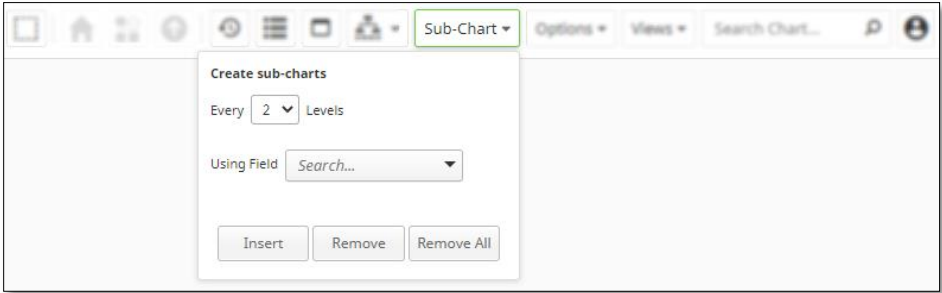 Sub-Chart
Options
Views
Search Chart...
Create sub-charts
Every 2 Levels
Using Field Search...
Insert Remove Remove All